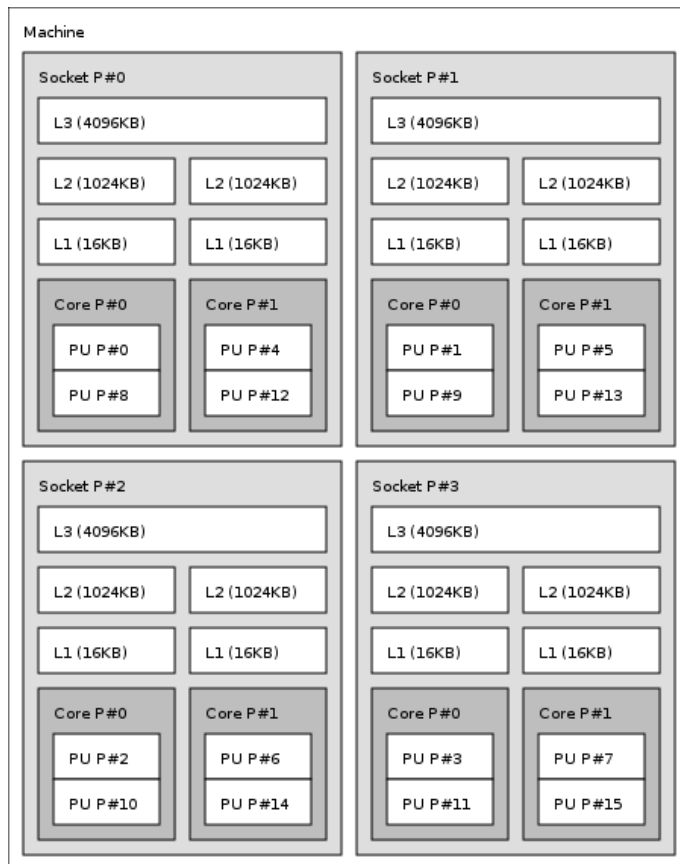 Machine
Socket P#0
L3 (4096KB)
L2 (1024KB) L2 (1024KB)
L1 (16KB) L1 (16KB)
Core P#0 Core P#1
PU P#0 PU P#4
PU P#8 PU P#12
Socket P#1
L3 (4096KB)
L2 (1024KB) L2 (1024KB)
L1 (16KB) L1 (16KB)
Core P#0 Core P#1
PU P#1 PU P#5
PU P#9 PU P#13
Socket P#2
L3 (4096KB)
L2 (1024KB) L2 (1024KB)
L1 (16KB) L1 (16KB)
Core P#0 Core P#1
PU P#2 PU P#6
PU P#10 PU P#14
Socket P#3
L3 (4096KB)
L2 (1024KB) L2 (1024KB)
L1 (16KB) L1 (16KB)
Core P#0 Core P#1
PU P#3 PU P#7
PU P#11 PU P#15